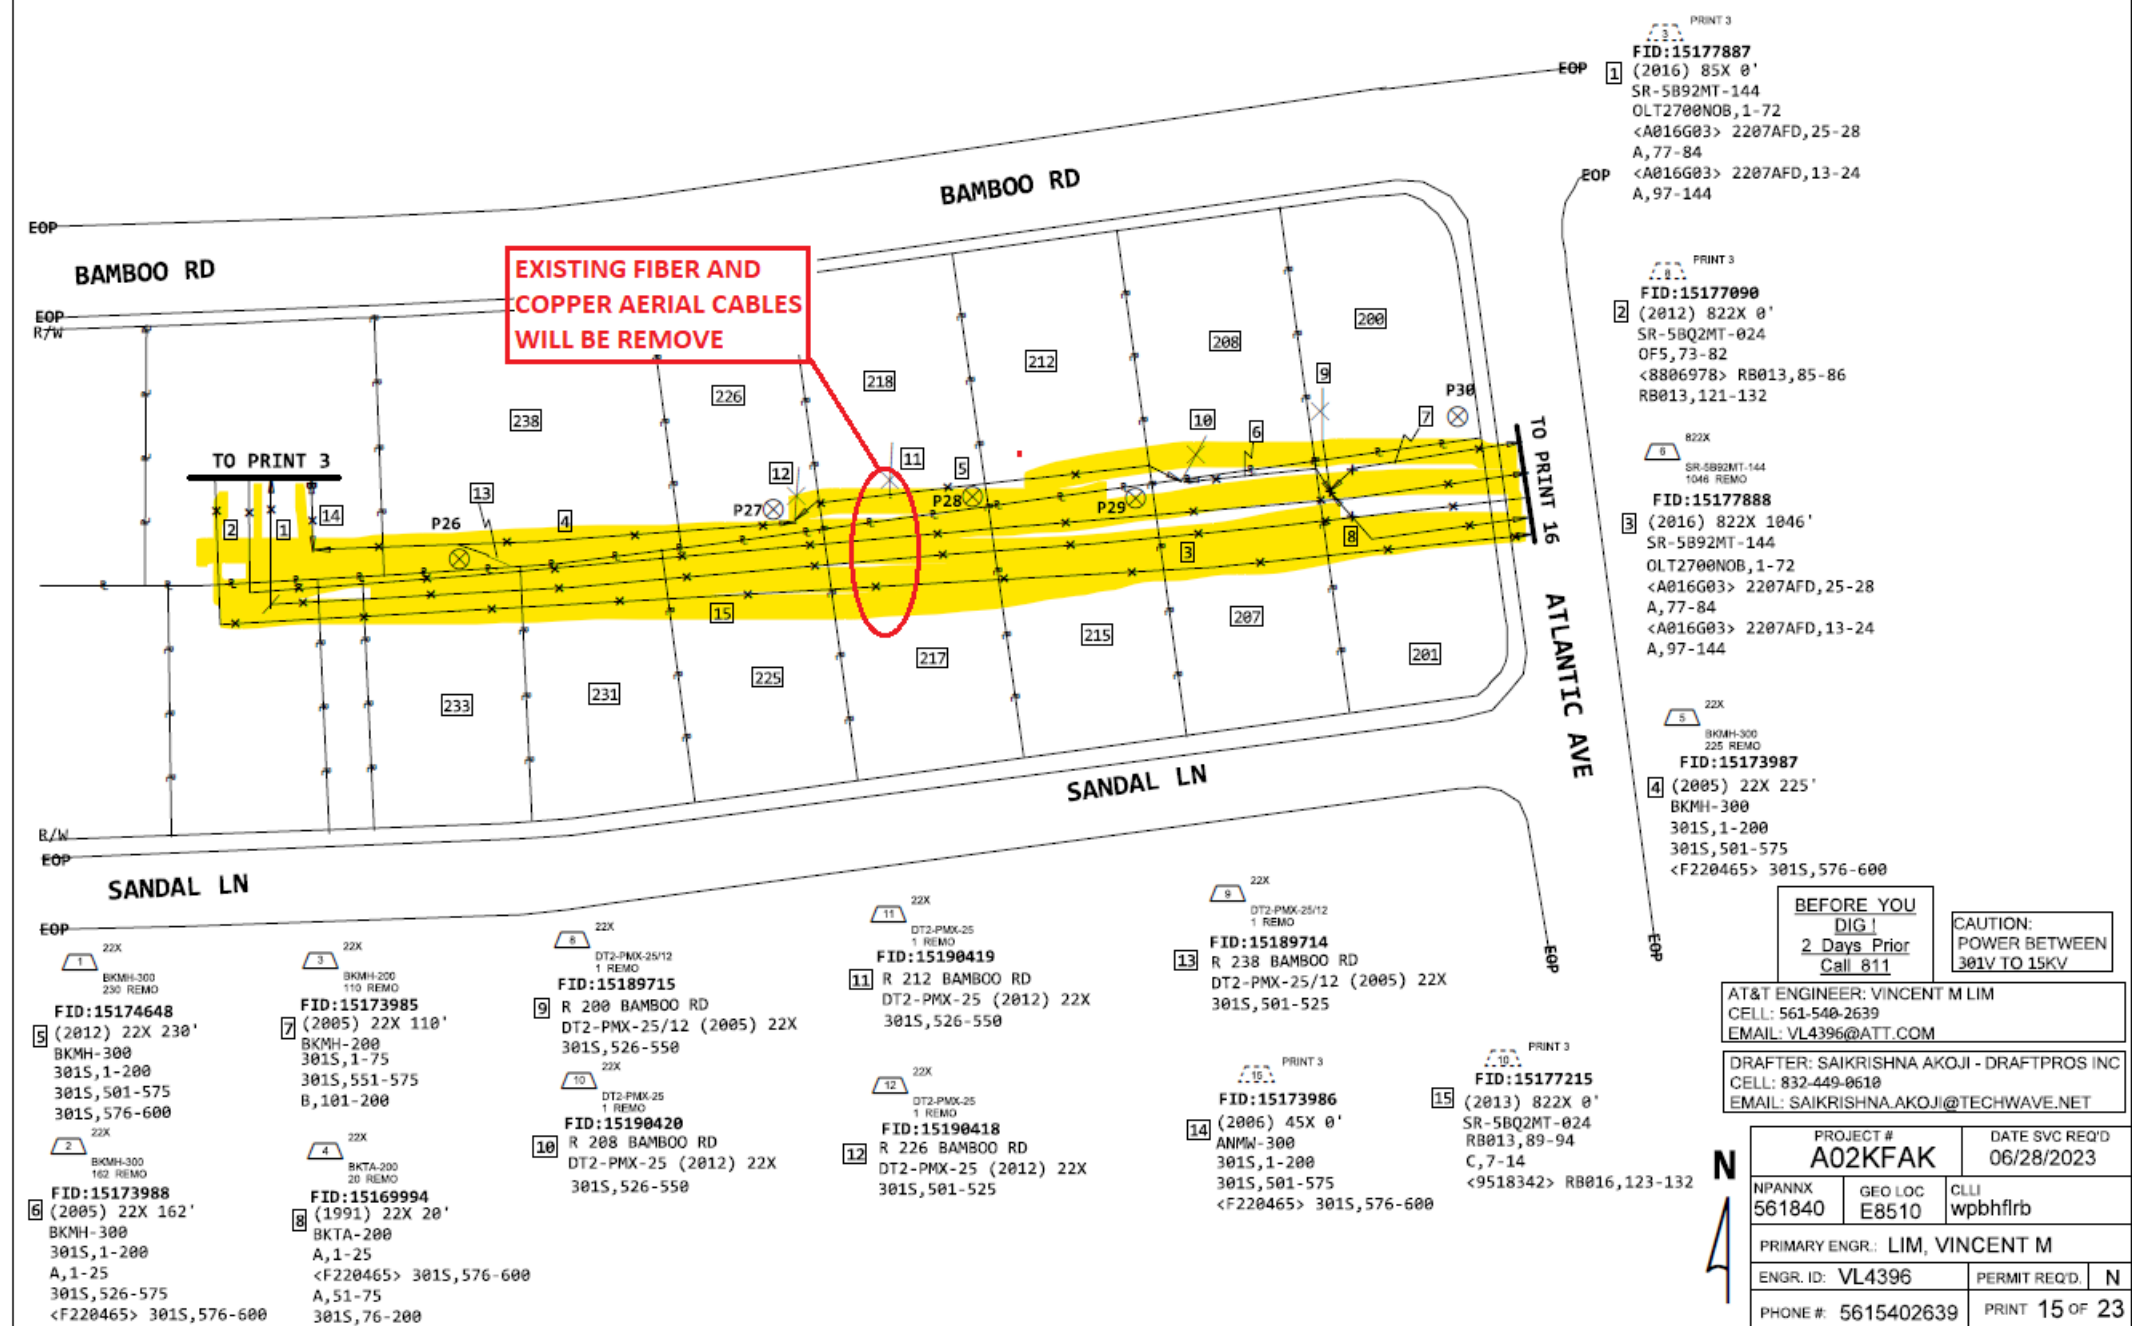 PRINT 3
3
FID:15177887
1
(2016) 85X 0'
SR-5B92MT-144
OLT2700NOB,1-72
<A016G03> 2207AFD,25-28
A,77-84
<A016G03> 2207AFD,13-24
A,97-144
EOP
EOP
BAMBOO RD
EOP
BAMBOO RD
EOP
R/W
EXISTING FIBER AND
COPPER AERIAL CABLES
WILL BE REMOVE
PRINT 3
8
FID:15177090
2
(2012) 822X 0'
SR-5BQ2MT-024
OF5,73-82
<8806978> RB013,85-86
RB013,121-132
200
208
212
218
226
238
9
P30
7
10
6
11
5
12
TO PRINT 3
13
P28
P29
P27
4
P26
14
2
1
3
8
15
TO PRINT 16
822X
6
SR-5B92MT-144
1046 REMO
FID:15177888
3
(2016) 822X 1046'
SR-5B92MT-144
OLT2700NOB,1-72
<A016G03> 2207AFD,25-28
A,77-84
<A016G03> 2207AFD,13-24
A,97-144
207
215
201
217
225
231
233
ATLANTIC AVE
22X
5
BKMH-300
225 REMO
FID:15173987
4
(2005) 22X 225'
BKMH-300
301S,1-200
301S,501-575
<F220465> 301S,576-600
SANDAL LN
R/W
EOP
SANDAL LN
EOP
EOP
EOP
22X
1
BKMH-300
230 REMO
FID:15174648
5
(2012) 22X 230'
BKMH-300
301S,1-200
301S,501-575
301S,576-600
22X
2
BKMH-300
162 REMO
FID:15173988
6
(2005) 22X 162'
BKMH-300
301S,1-200
A,1-25
301S,526-575
<F220465> 301S,576-600
22X
3
BKMH-200
110 REMO
FID:15173985
7
(2005) 22X 110'
BKMH-200
301S,1-75
301S,551-575
B,101-200
22X
4
BKTA-200
20 REMO
FID:15169994
8
(1991) 22X 20'
BKTA-200
A,1-25
<F220465> 301S,576-600
A,51-75
301S,76-200
22X
8
DT2-PMX-25/12
1 REMO
FID:15189715
9
R 200 BAMBOO RD
DT2-PMX-25/12 (2005) 22X
301S,526-550
22X
10
DT2-PMX-25
1 REMO
FID:15190420
10
R 208 BAMBOO RD
DT2-PMX-25 (2012) 22X
301S,526-550
22X
11
DT2-PMX-25
1 REMO
FID:15190419
11
R 212 BAMBOO RD
DT2-PMX-25 (2012) 22X
301S,526-550
22X
12
DT2-PMX-25
1 REMO
FID:15190418
12
R 226 BAMBOO RD
DT2-PMX-25 (2012) 22X
301S,501-525
22X
9
DT2-PMX-25/12
1 REMO
FID:15189714
13
R 238 BAMBOO RD
DT2-PMX-25/12 (2005) 22X
301S,501-525
PRINT 3
15
FID:15173986
14
(2006) 45X 0'
ANMW-300
301S,1-200
301S,501-575
<F220465> 301S,576-600
PRINT 3
10
FID:15177215
15
(2013) 822X 0'
SR-5BQ2MT-024
RB013,89-94
C,7-14
<9518342> RB016,123-132
BEFORE YOU
DIG !
2 Days Prior
Call 811
CAUTION:
POWER BETWEEN
301V TO 15KV
AT&T ENGINEER: VINCENT M LIM
CELL: 561-540-2639
EMAIL: VL4396@ATT.COM
DRAFTER: SAIKRISHNA AKOJI - DRAFTPROS INC
CELL: 832-449-0610
EMAIL: SAIKRISHNA.AKOJI@TECHWAVE.NET
N
PROJECT #
A02KFAK
DATE SVC REQ'D
06/28/2023
NPANNX
561840
GEO LOC
E8510
CLLI
wpbhflrb
PRIMARY ENGR.: LIM, VINCENT M
ENGR. ID: VL4396
PERMIT REQ'D. N
PHONE #: 5615402639
PRINT 15 OF 23